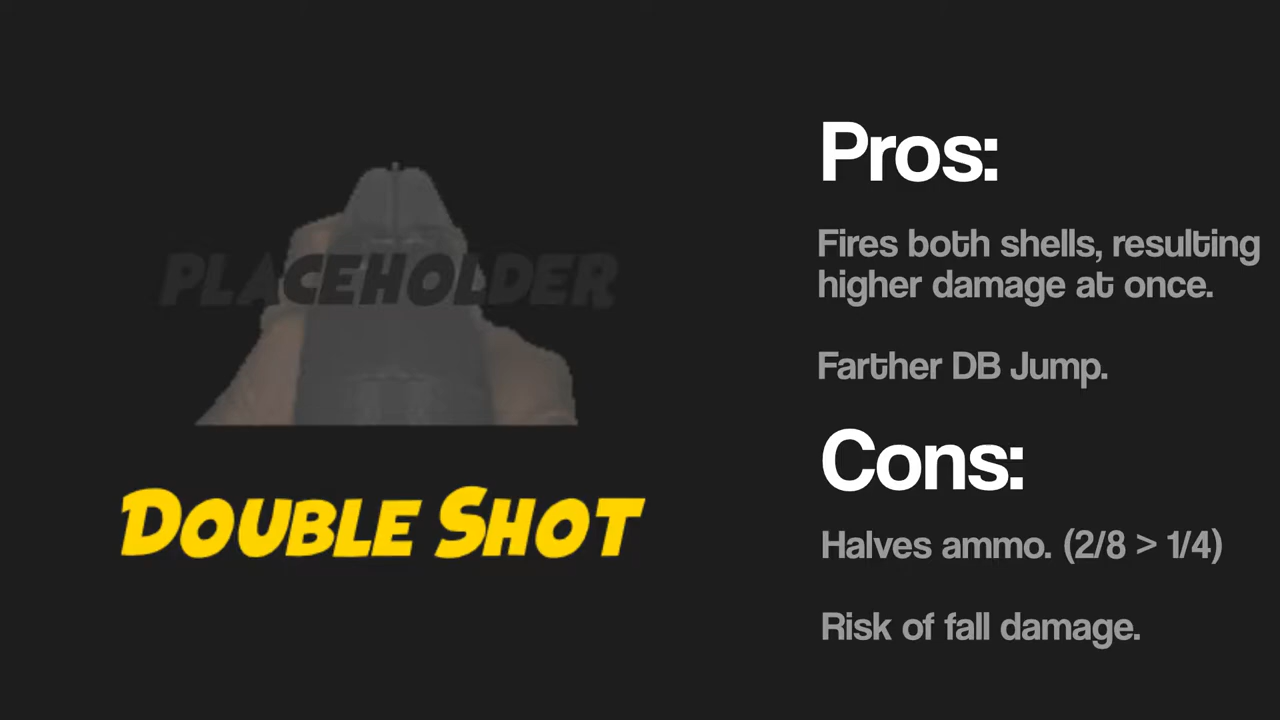 PLACEHOLDER
DOUBLE SHOT
Pros:
Fires both shells, resulting
higher damage at once.
Farther DB Jump.
Cons:
Halves ammo. (2/8 > 1/4)
Risk of fall damage.